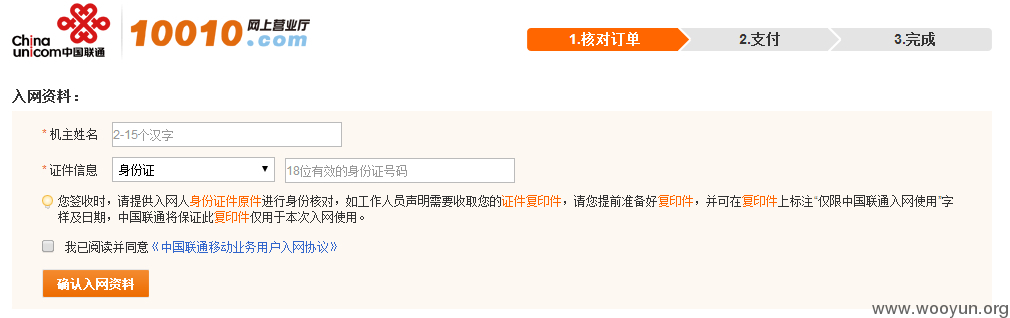 China unicom中国联通
10010.com 网上营业厅
1.核对订单 2.支付 3.完成
入网资料：
*机主姓名 2-15个汉字
*证件信息 身份证 18位有效的身份证号码
您签收时，请提供入网人身份证件原件进行身份核对，如工作人员声明需要收取您的证件复印件，请您提前准备好复印件，并可在复印件上标注“仅限中国联通入网使用”字
样及日期，中国联通将保证此复印件仅用于本次入网使用。
我已阅读并同意《中国联通移动业务用户入网协议》
确认入网资料
www.wooyun.org